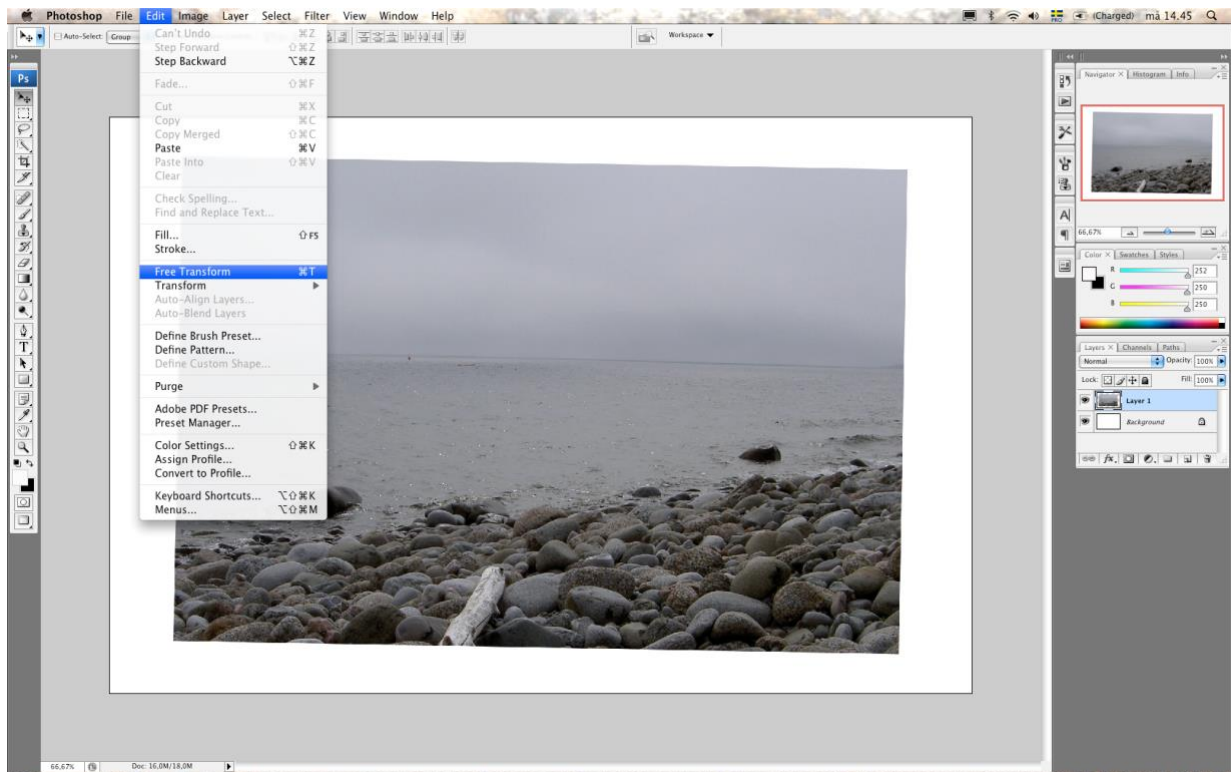 Photoshop File Edit Image Layer Select Filter View Window Help
(Charged) må 14.45
Auto-Select: Group
Workspace
Ps
Can't Undo ⌘Z
Step Forward ⇧⌘Z
Step Backward ⌥⌘Z
Fade... ⇧⌘F
Cut ⌘X
Copy ⌘C
Copy Merged ⇧⌘C
Paste ⌘V
Paste Into ⇧⌘V
Clear
Check Spelling...
Find and Replace Text...
Fill... ⇧F5
Stroke...
Free Transform ⌘T
Transform
Auto-Align Layers...
Auto-Blend Layers
Define Brush Preset...
Define Pattern...
Define Custom Shape...
Purge
Adobe PDF Presets...
Preset Manager...
Color Settings... ⇧⌘K
Assign Profile...
Convert to Profile...
Keyboard Shortcuts... ⌥⇧⌘K
Menus... ⌥⇧⌘M
Navigator Histogram Info
66,67%
Color Swatches Styles
R 252
G 250
B 250
Layers Channels Paths
Normal Opacity: 100%
Lock: Fill: 100%
Layer 1
Background
66,67% Doc: 16,0M/18,0M